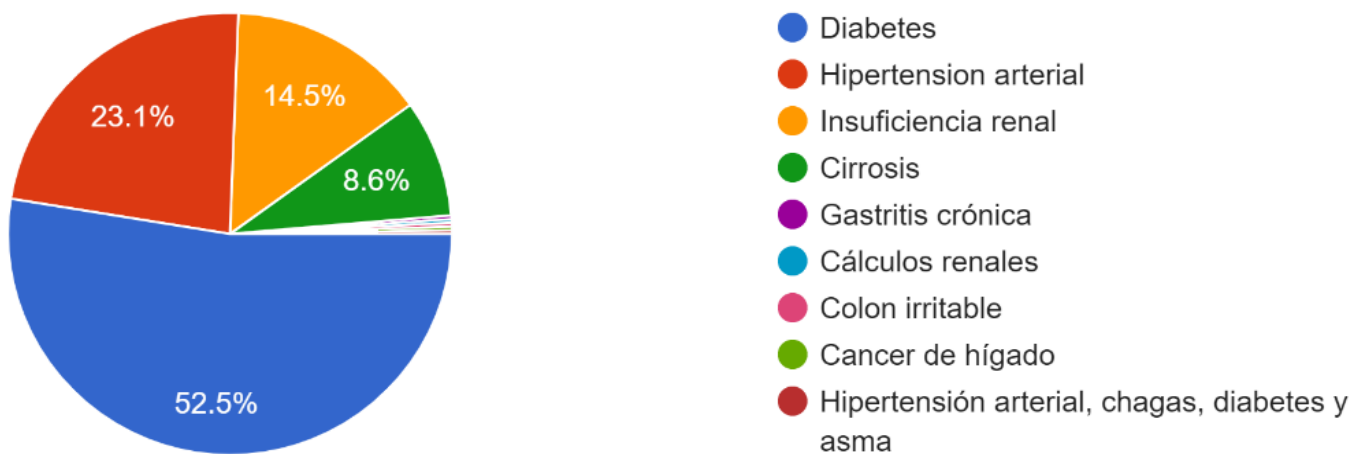 23.1%
14.5%
8.6%
52.5%
Diabetes
Hipertension arterial
Insuficiencia renal
Cirrosis
Gastritis crónica
Cálculos renales
Colon irritable
Cancer de hígado
Hipertensión arterial, chagas, diabetes y
asma